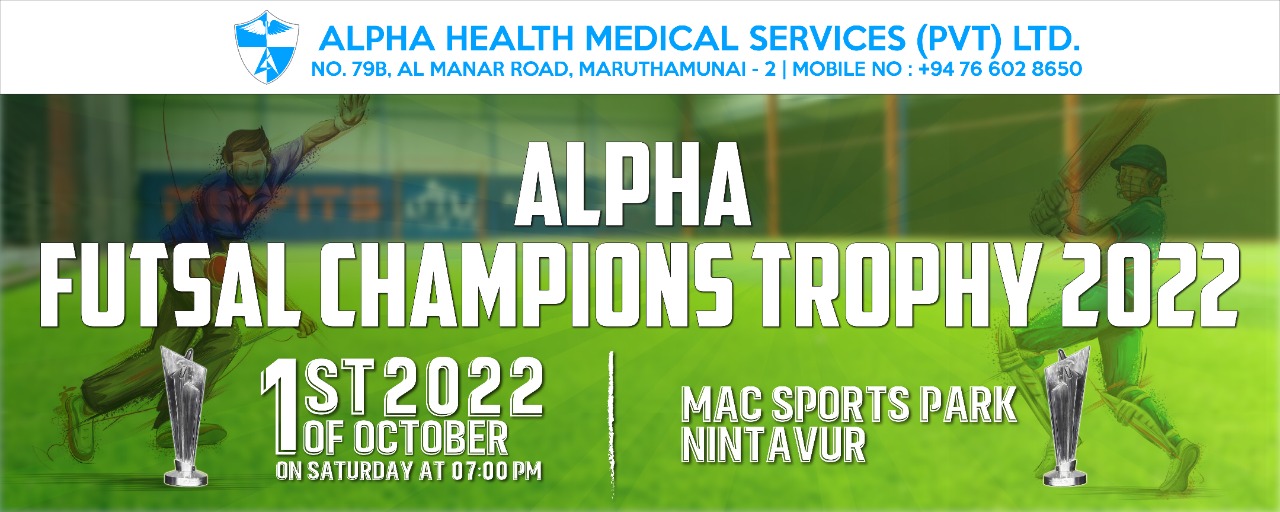 ALPHA HEALTH MEDICAL SERVICES (PVT) LTD.
NO. 79B, AL MANAR ROAD, MARUTHAMUNAI - 2 | MOBILE NO : +94 76 602 8650
ALPHA
FUTSAL CHAMPIONS TROPHY 2022
1ST 2022
OF OCTOBER
ON SATURDAY AT 07:00 PM
MAC SPORTS PARK
NINTAVUR